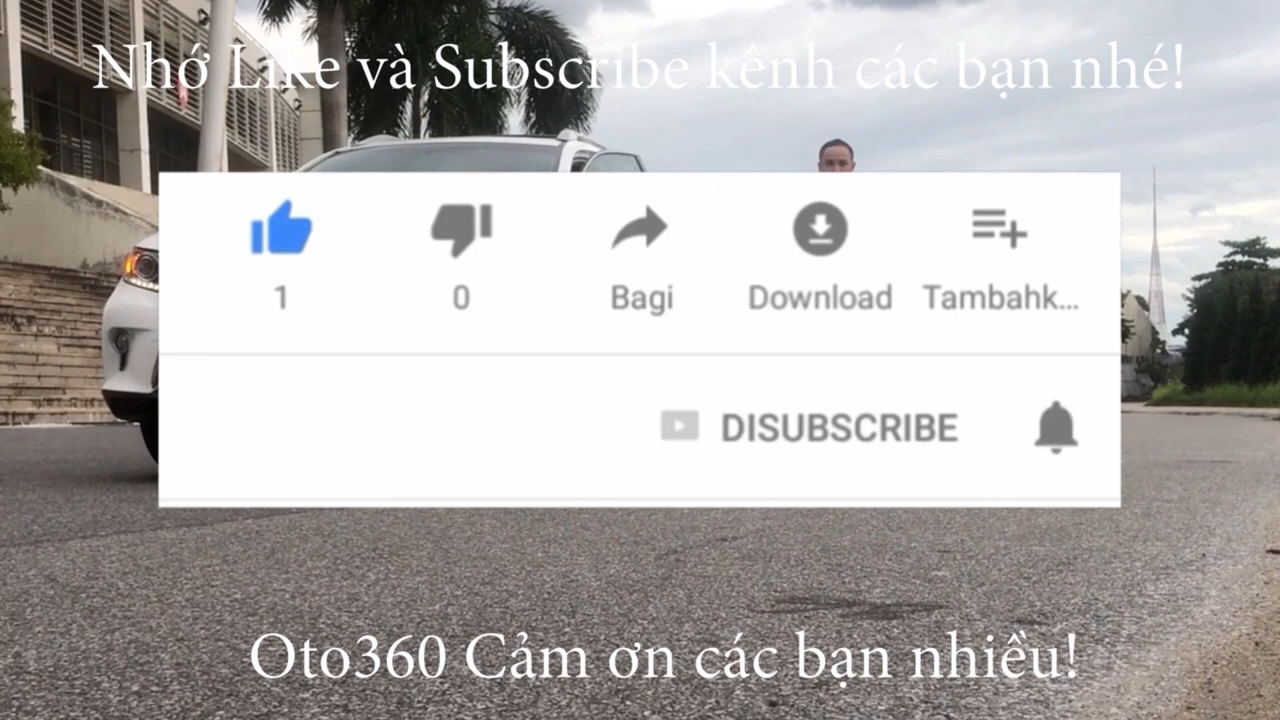 Nhớ Like và Subscribe kênh các bạn nhé!
1 0 Bagi Download Tambahk...
DISUBSCRIBE
Oto360 Cảm ơn các bạn nhiều!